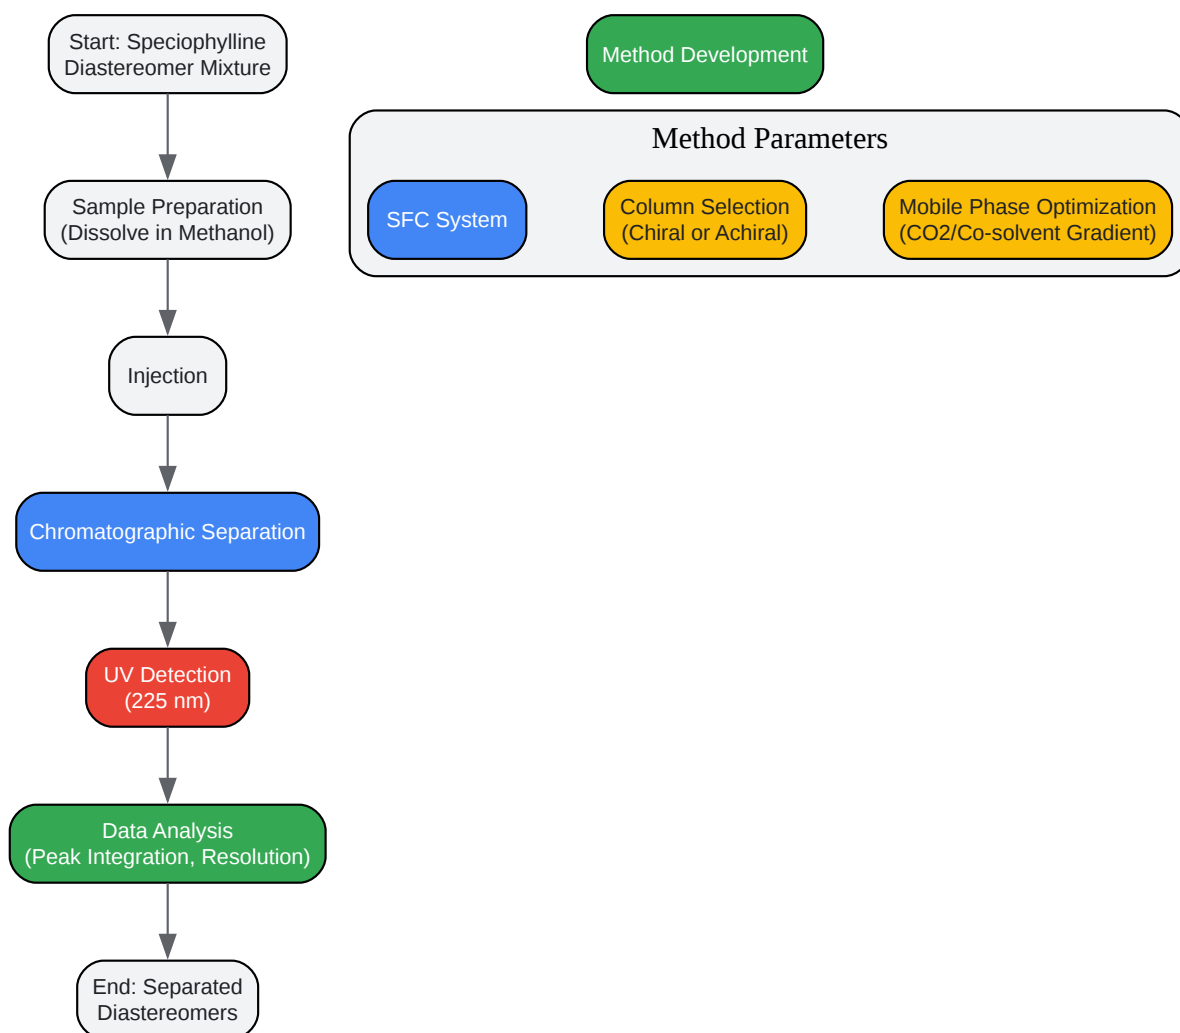 Start: Speciophylline
Diastereomer Mixture
Sample Preparation
(Dissolve in Methanol)
Injection
Chromatographic Separation
UV Detection
(225 nm)
Data Analysis
(Peak Integration, Resolution)
End: Separated
Diastereomers
Method Development
Method Parameters
SFC System
Column Selection
(Chiral or Achiral)
Mobile Phase Optimization
(CO2/Co-solvent Gradient)